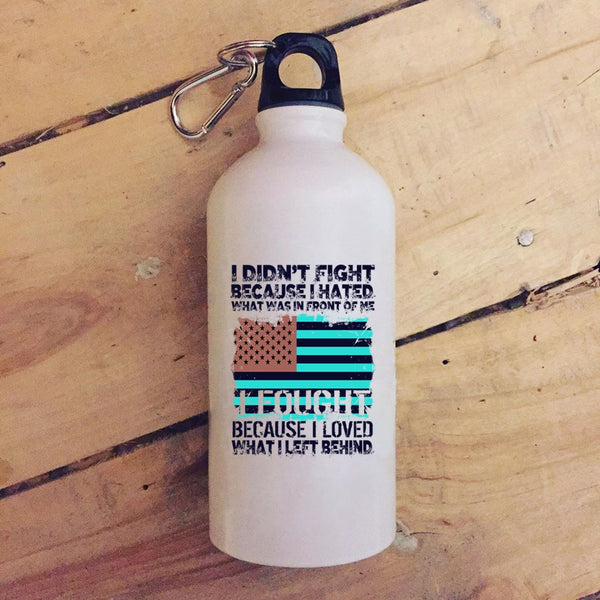 I DIDN'T FIGHT
BECAUSE I HATED
WHAT WAS IN FRONT OF ME
I FOUGHT
BECAUSE I LOVED
WHAT I LEFT BEHIND